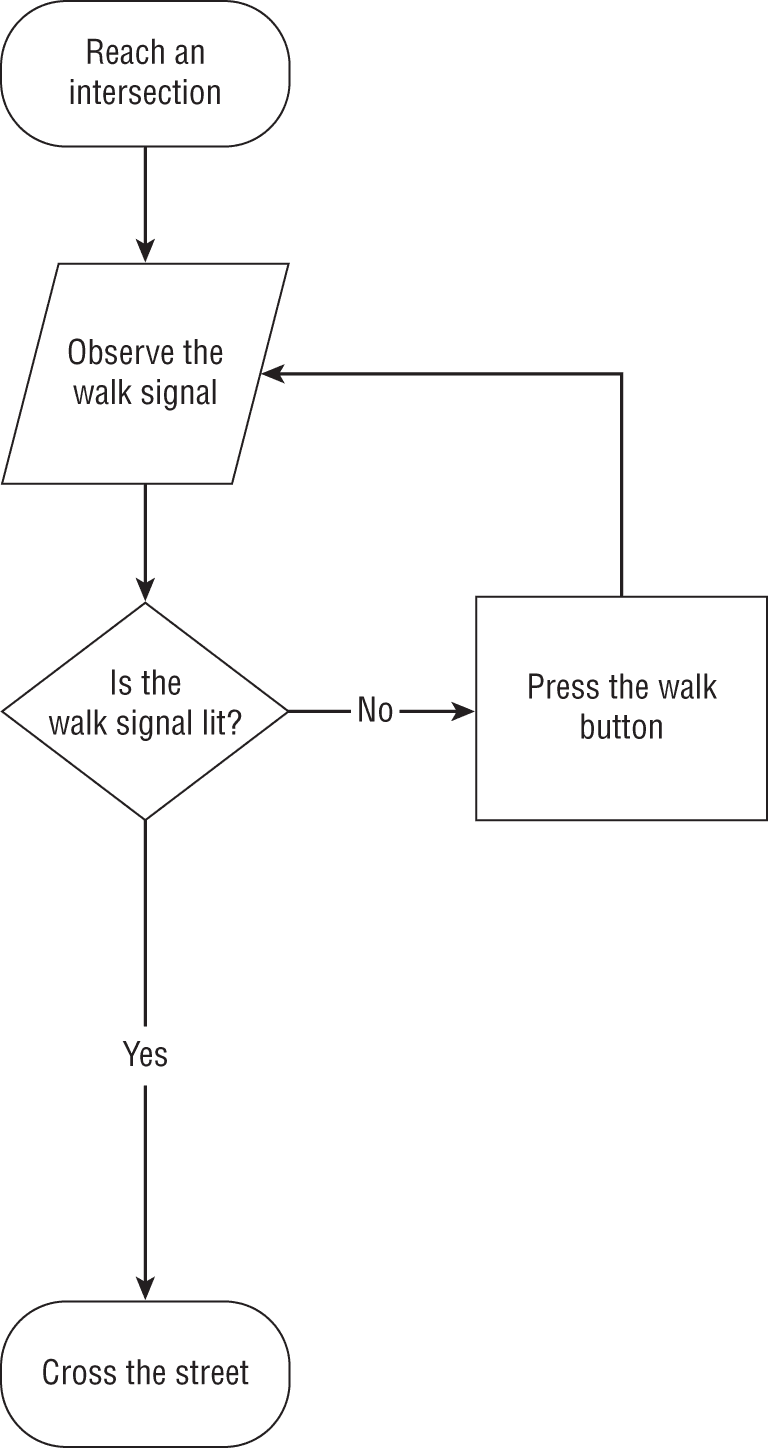 Reach an
intersection
Observe the
walk signal
Is the
walk signal lit?
No
Press the walk
button
Yes
Cross the street